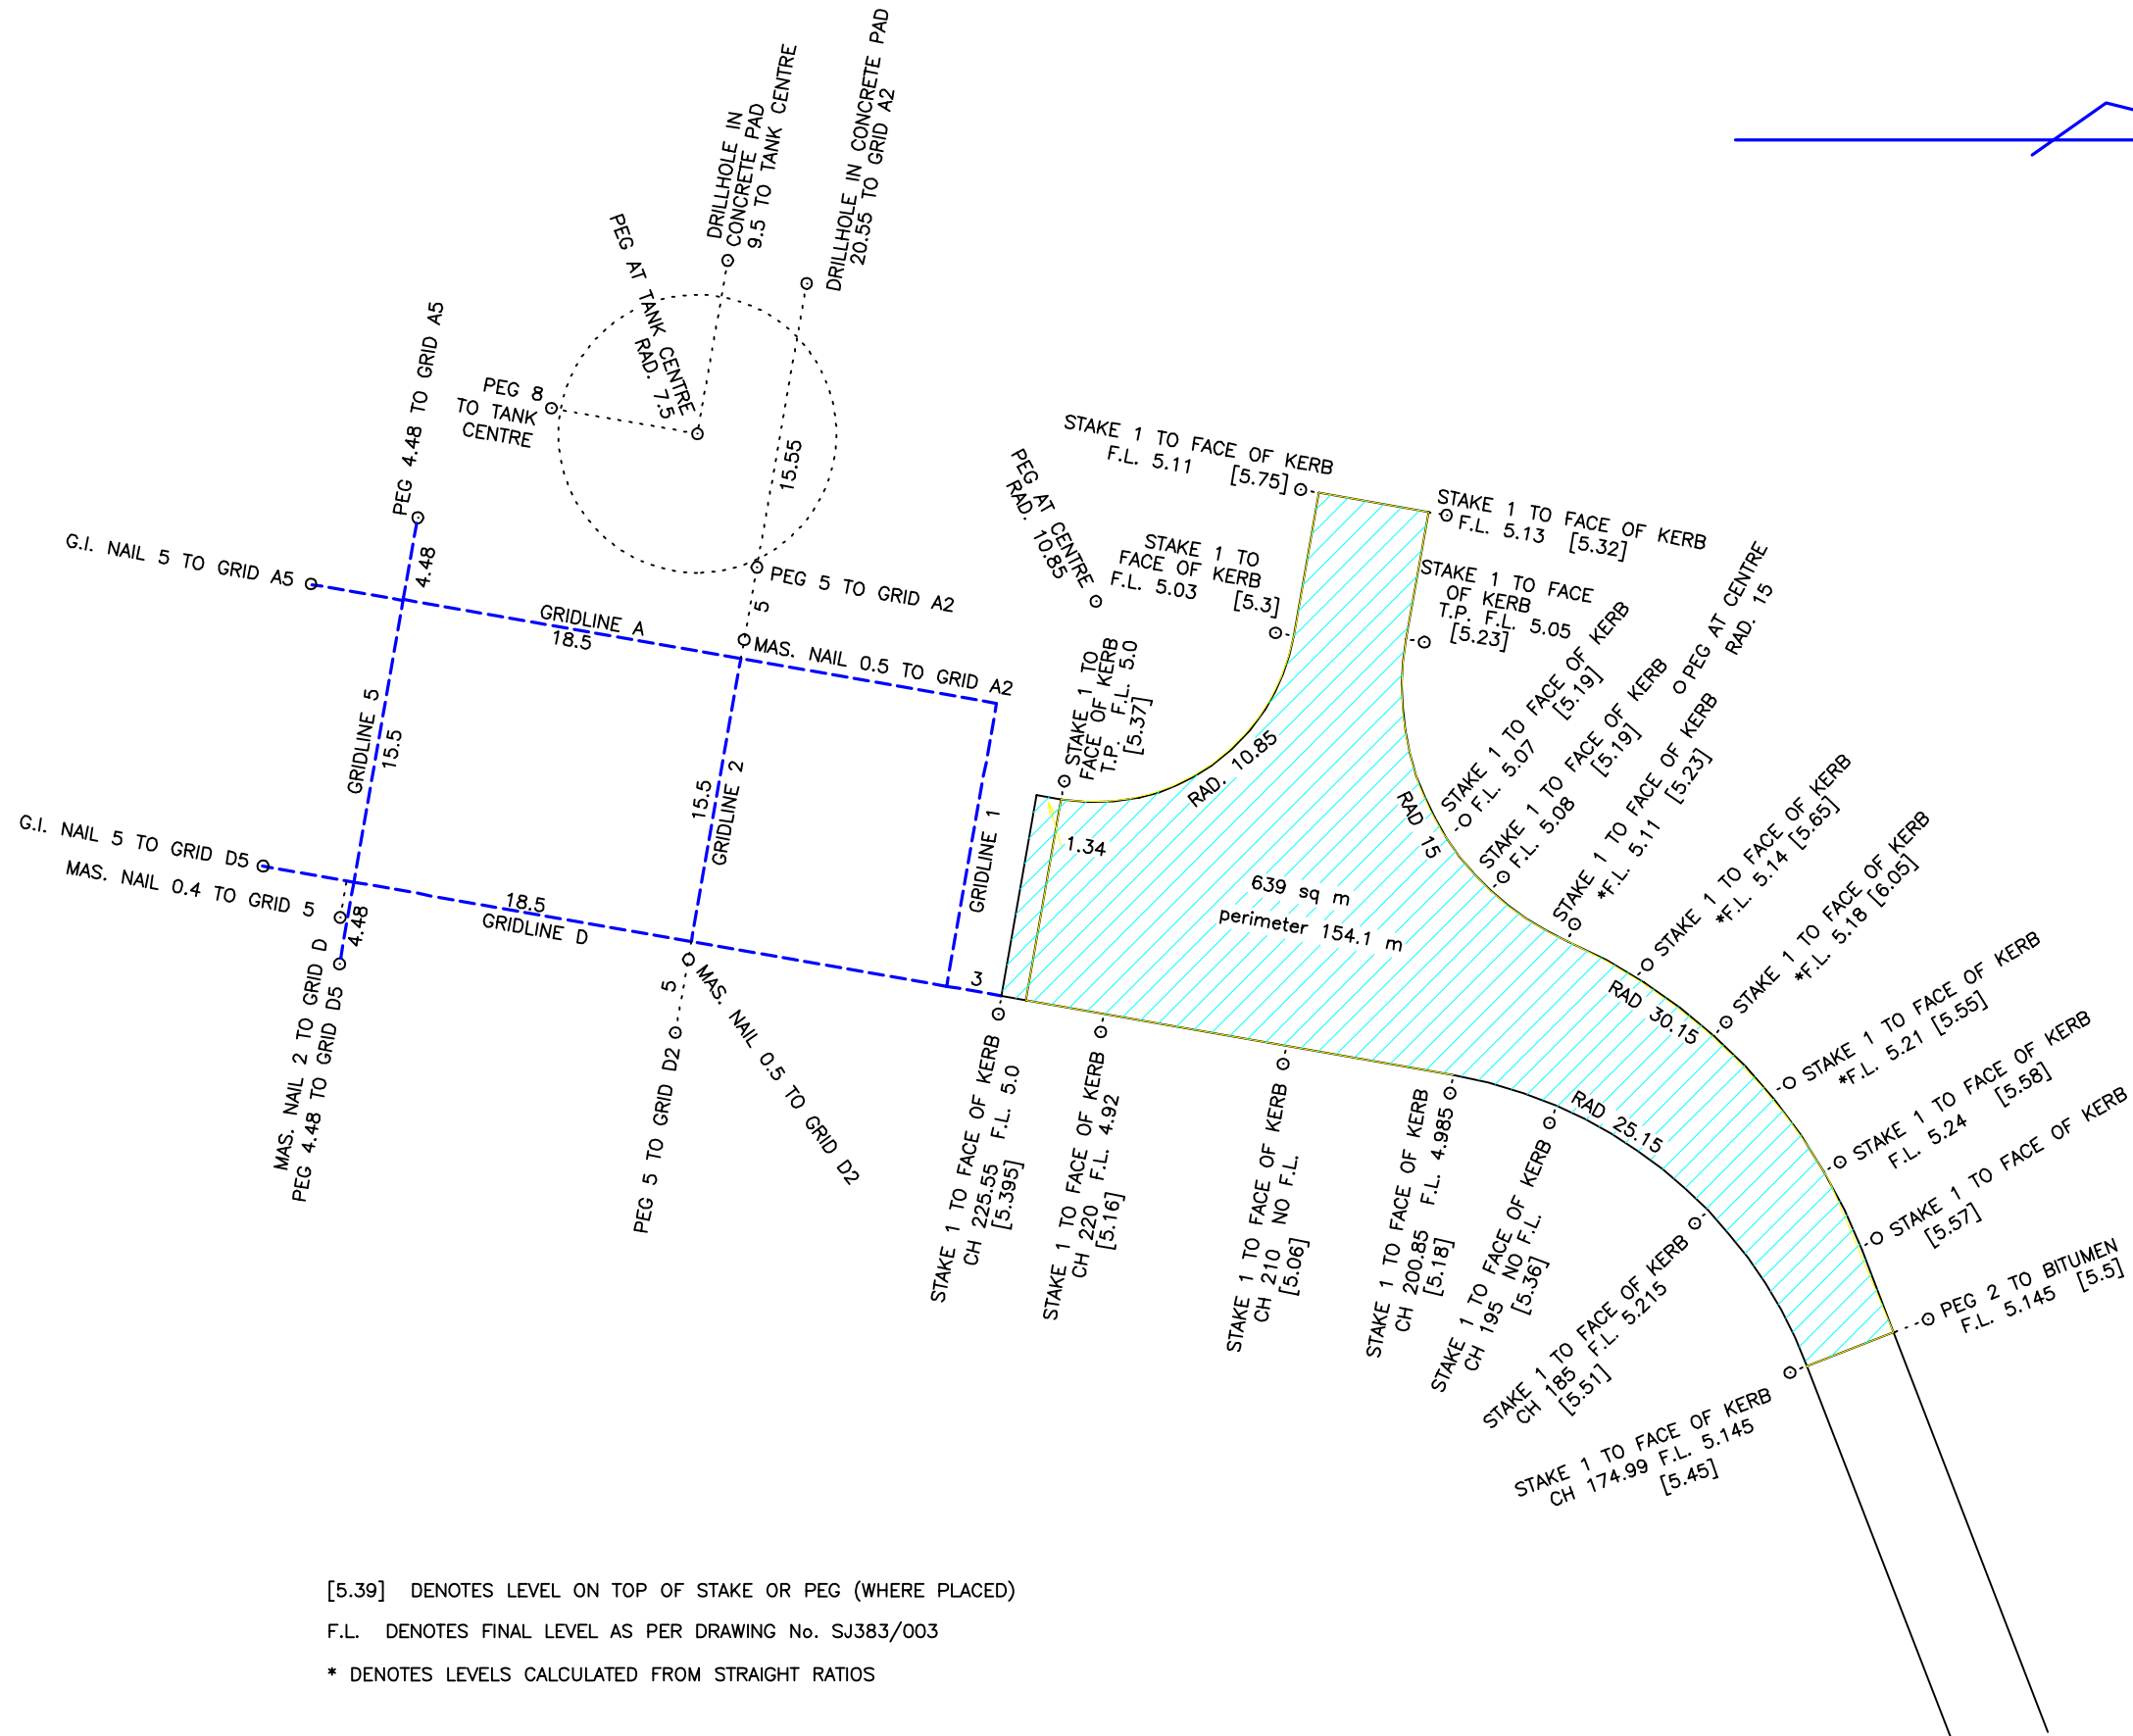 DRILLHOLE IN
CONCRETE PAD
9.5 TO TANK CENTRE
DRILLHOLE IN CONCRETE PAD
20.55 TO GRID A2
PEG AT TANK CENTRE
RAD. 7.5
PEG 8
TO TANK
CENTRE
PEG 4.48 TO GRID A5
4.48
G.I. NAIL 5 TO GRID A5
GRIDLINE A
18.5
15.55
PEG 5 TO GRID A2
5
MAS. NAIL 0.5 TO GRID A2
GRIDLINE 5
15.5
15.5
GRIDLINE 2
GRIDLINE 1
G.I. NAIL 5 TO GRID D5
MAS. NAIL 0.4 TO GRID 5
4.48
18.5
GRIDLINE D
3
MAS. NAIL 2 TO GRID D
PEG 4.48 TO GRID D5
5
PEG 5 TO GRID D2
MAS. NAIL 0.5 TO GRID D2
STAKE 1 TO FACE OF KERB
F.L. 5.11 [5.75]
STAKE 1 TO FACE OF KERB
F.L. 5.13 [5.32]
PEG AT CENTRE
RAD. 10.85
STAKE 1 TO
FACE OF KERB
F.L. 5.03 [5.3]
STAKE 1 TO FACE
OF KERB
T.P. F.L. 5.05
[5.23]
STAKE 1 TO
FACE OF KERB
T.P. F.L. 5.0
[5.37]
RAD. 10.85
1.34
RAD 15
639 sq m
perimeter 154.1 m
STAKE 1 TO FACE OF KERB
F.L. 5.07 [5.19]
STAKE 1 TO FACE OF KERB
F.L. 5.08 [5.19]
PEG AT CENTRE
RAD. 15
STAKE 1 TO FACE OF KERB
*F.L. 5.11 [5.23]
STAKE 1 TO FACE OF KERB
*F.L. 5.14 [5.65]
STAKE 1 TO FACE OF KERB
*F.L. 5.18 [6.05]
RAD 30.15
STAKE 1 TO FACE OF KERB
*F.L. 5.21 [5.55]
STAKE 1 TO FACE OF KERB
F.L. 5.24 [5.58]
STAKE 1 TO FACE OF KERB
[5.57]
PEG 2 TO BITUMEN
F.L. 5.145 [5.5]
RAD 25.15
STAKE 1 TO FACE OF KERB
CH 225.55 F.L. 5.0
[5.395]
STAKE 1 TO FACE OF KERB
CH 220 F.L. 4.92
[5.16]
STAKE 1 TO FACE OF KERB
CH 210 NO F.L.
[5.06]
STAKE 1 TO FACE OF KERB
CH 200.85 F.L. 4.985
[5.18]
STAKE 1 TO FACE OF KERB
CH 195 NO F.L.
[5.36]
STAKE 1 TO FACE OF KERB
CH 185 F.L. 5.215
[5.51]
STAKE 1 TO FACE OF KERB
CH 174.99 F.L. 5.145
[5.45]
[5.39] DENOTES LEVEL ON TOP OF STAKE OR PEG (WHERE PLACED)
F.L. DENOTES FINAL LEVEL AS PER DRAWING No. SJ383/003
* DENOTES LEVELS CALCULATED FROM STRAIGHT RATIOS